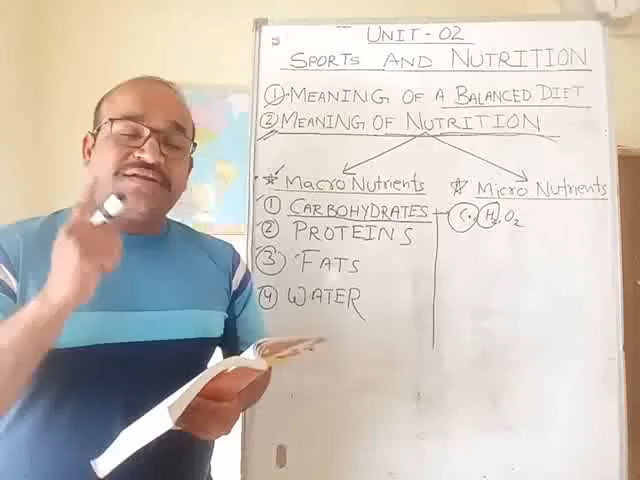 UNIT - 02
SPORTS AND NUTRITION
① MEANING OF A BALANCED DIET
② MEANING OF NUTRITION
☆ MACRO NUTRIENTS
① CARBOHYDRATES
② PROTEINS
③ FATS
④ WATER
☆ MICRO NUTRIENTS
C. H2. O2